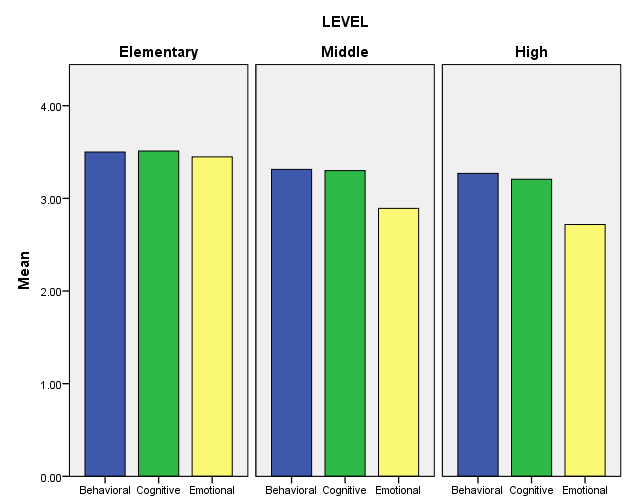 LEVEL
Elementary Middle High
Mean
4.00
3.00
2.00
1.00
0.00
Behavioral Cognitive Emotional Behavioral Cognitive Emotional Behavioral Cognitive Emotional